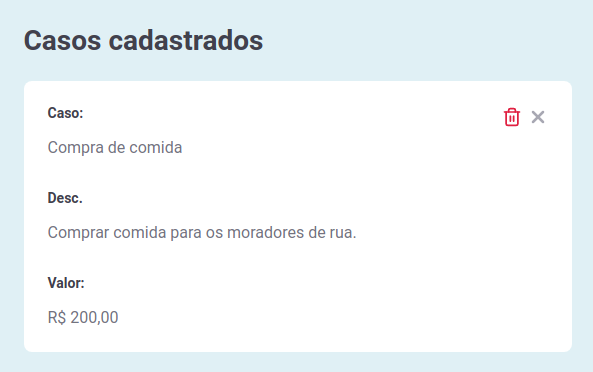 Casos cadastrados
Caso:
Compra de comida
Desc.
Comprar comida para os moradores de rua.
Valor:
R$ 200,00